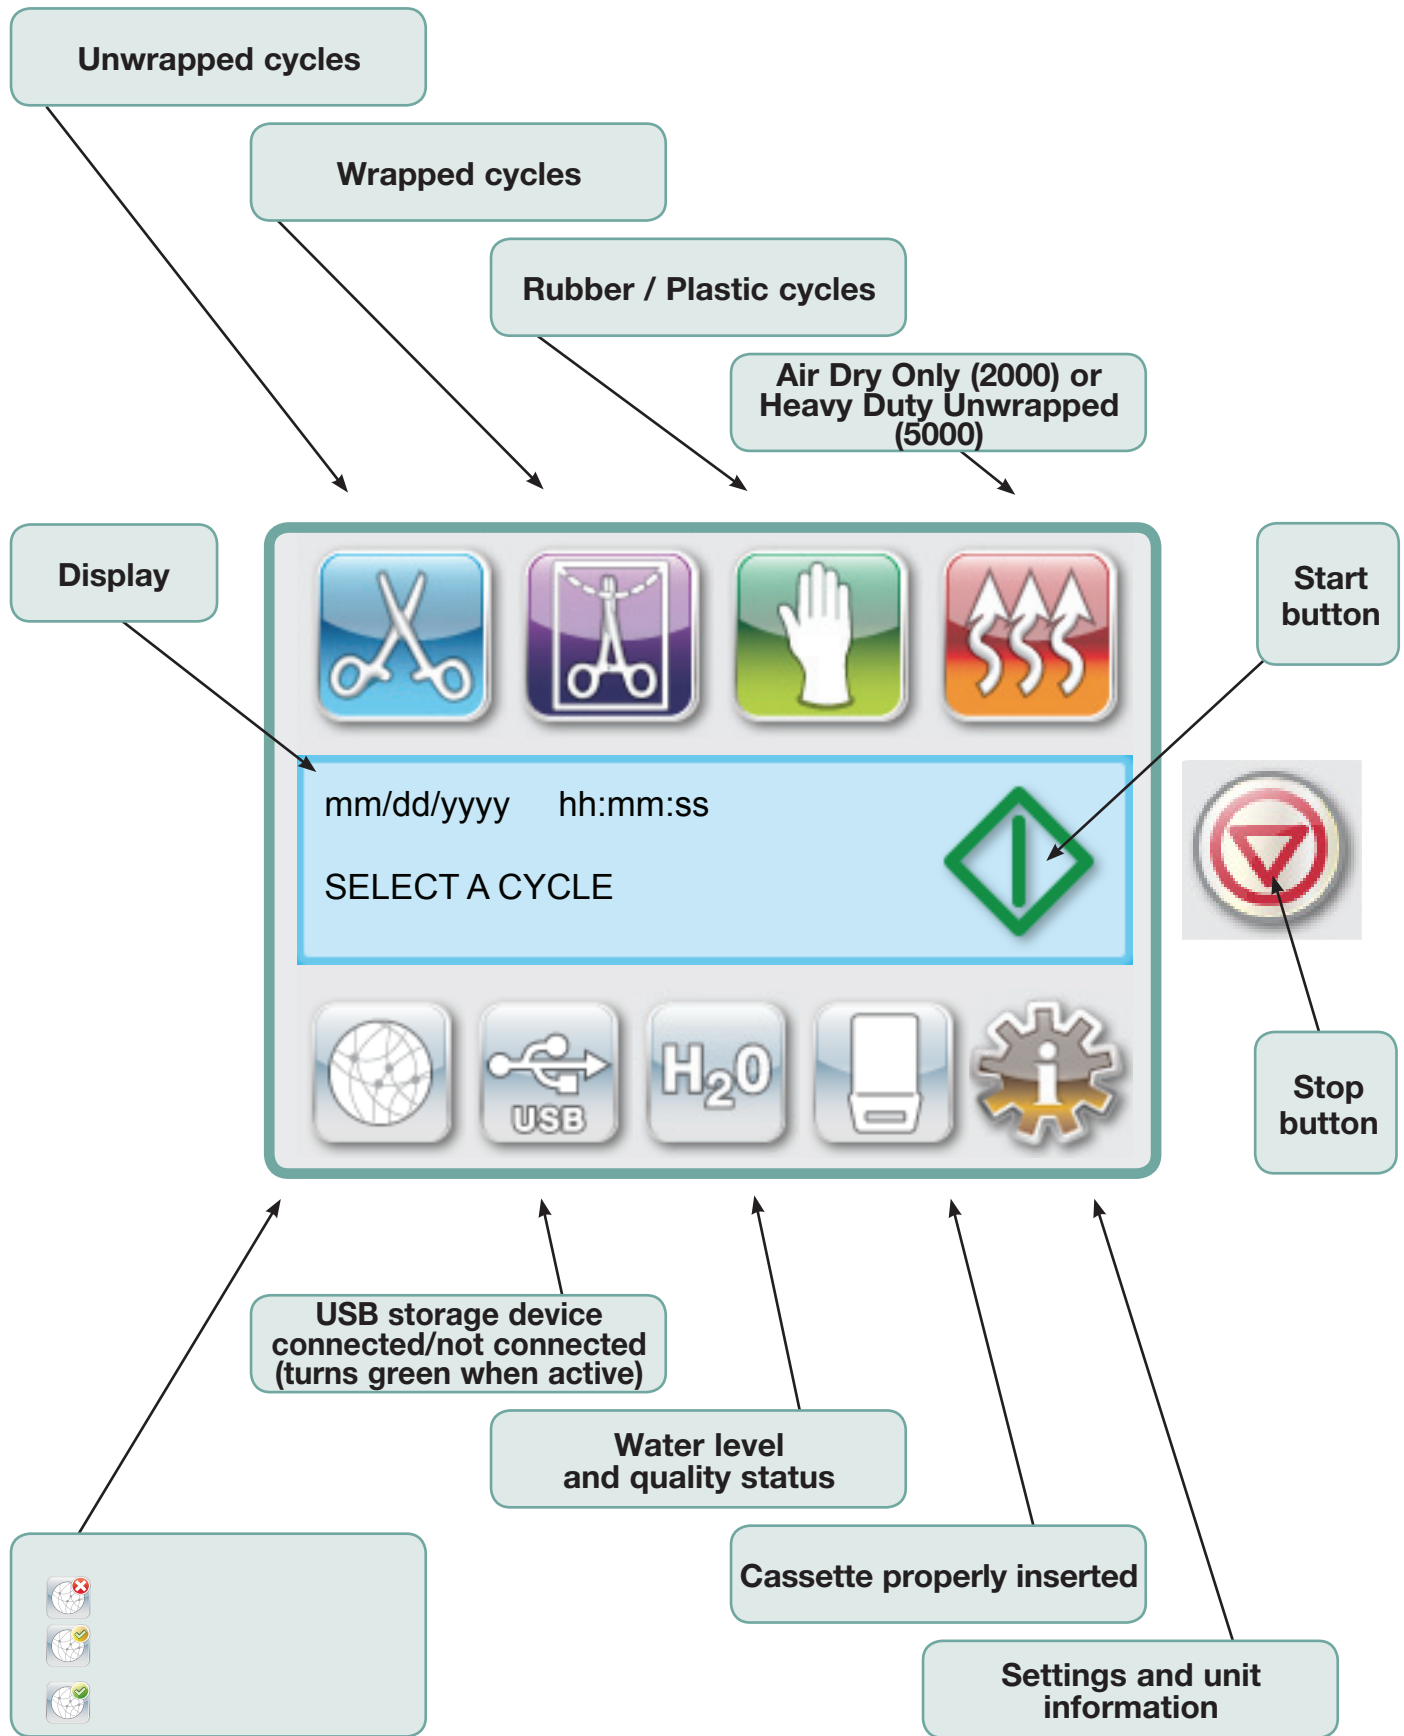 Unwrapped cycles
Wrapped cycles
Rubber / Plastic cycles
Air Dry Only (2000) or
Heavy Duty Unwrapped
(5000)
Display
Start
button
mm/dd/yyyy hh:mm:ss
SELECT A CYCLE
USB
H2O
i
Stop
button
USB storage device
connected/not connected
(turns green when active)
Water level
and quality status
Cassette properly inserted
Settings and unit
information